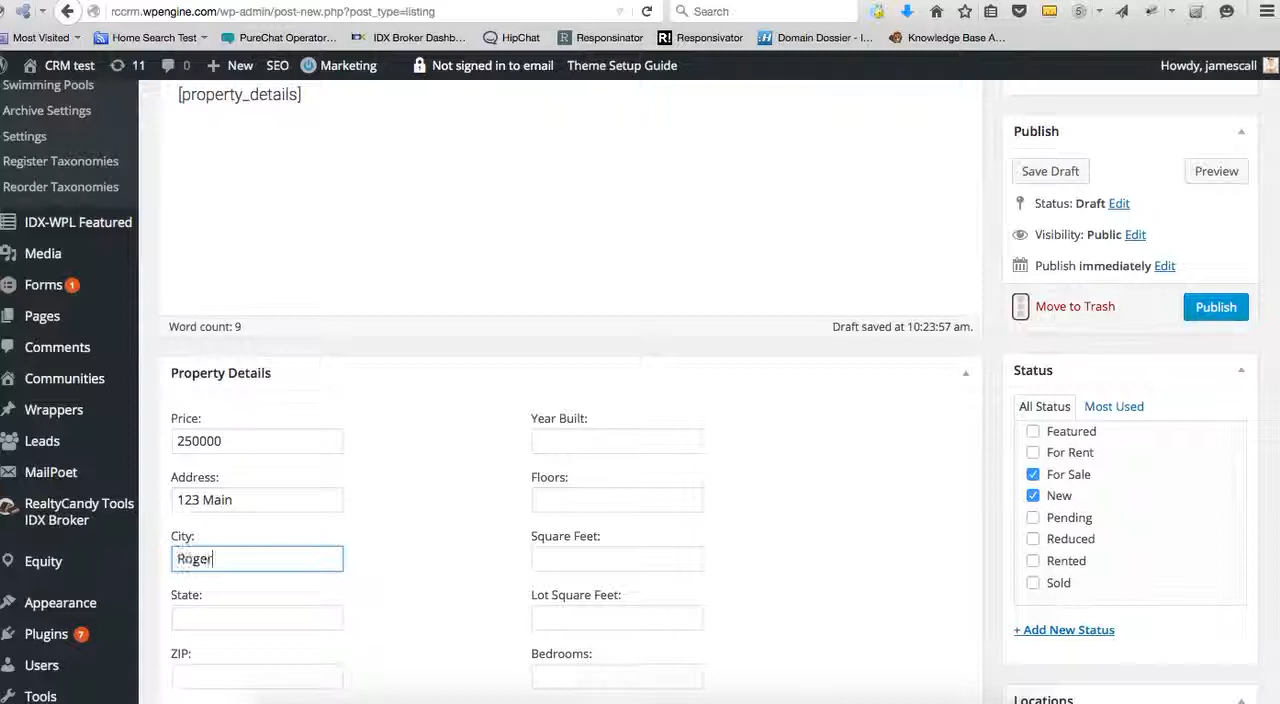 rccrm.wpengine.com/wp-admin/post-new.php?post_type=listing
Search
5
Most Visited
Home Search Test
PureChat Operator...
IDX Broker Dashb...
HipChat
Responsinator
Responsivator
Domain Dossier - I...
Knowledge Base A...
CRM test
11
0
New
SEO
Marketing
Not signed in to email
Theme Setup Guide
Howdy, jamescall
Swimming Pools
Archive Settings
Settings
Register Taxonomies
Reorder Taxonomies
IDX-WPL Featured
Media
Forms 1
Pages
Comments
Communities
Wrappers
Leads
MailPoet
RealtyCandy Tools
IDX Broker
Equity
Appearance
Plugins 7
Users
Tools
[property_details]
Word count: 9
Draft saved at 10:23:57 am.
Property Details
Price:
250000
Address:
123 Main
City:
Roger
State:
ZIP:
Year Built:
Floors:
Square Feet:
Lot Square Feet:
Bedrooms:
Publish
Save Draft
Preview
Status: Draft Edit
Visibility: Public Edit
Publish immediately Edit
Move to Trash
Publish
Status
All Status
Most Used
Featured
For Rent
For Sale
New
Pending
Reduced
Rented
Sold
+ Add New Status
Locations